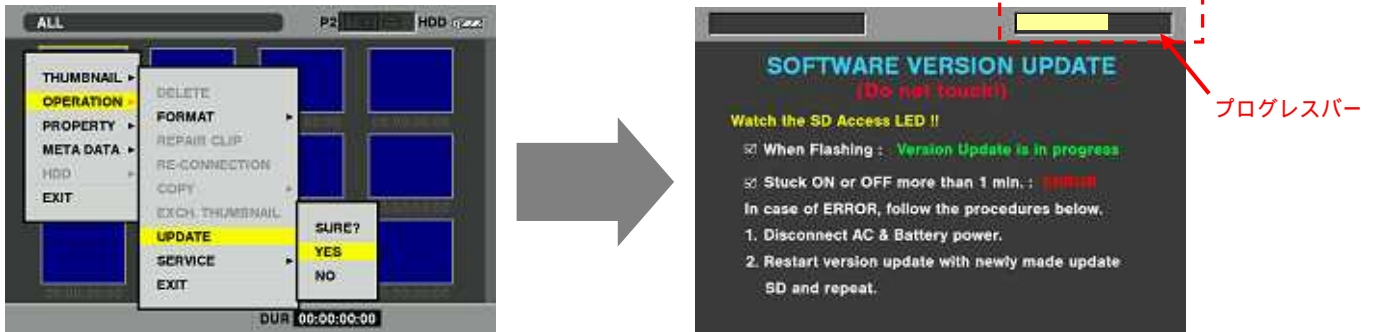 ALL
P2
HDD
THUMBNAIL
OPERATION
PROPERTY
META DATA
HDD
EXIT
DELETE
FORMAT
REPAIR CLIP
RE-CONNECTION
COPY
EXCH. THUMBNAIL
UPDATE
SERVICE
EXIT
SURE?
YES
NO
DUR 00:00:00:00
SOFTWARE VERSION UPDATE
(Do not touch!)
Watch the SD Access LED !!
☑ When Flashing : Version Update is in progress
☑ Stuck ON or OFF more than 1 min. : ERROR
In case of ERROR, follow the procedures below.
1. Disconnect AC & Battery power.
2. Restart version update with newly made update
SD and repeat.
プログレスバー